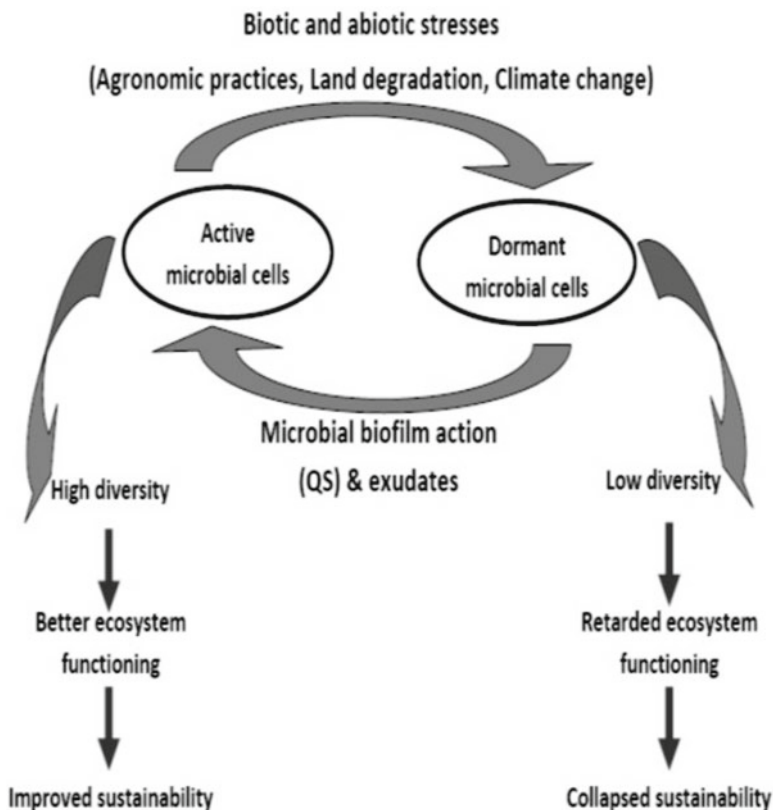 Biotic and abiotic stresses
(Agronomic practices, Land degradation, Climate change)
Active
microbial cells
Dormant
microbial cells
Microbial biofilm action
(QS) & exudates
High diversity
Low diversity
Better ecosystem
functioning
Retarded ecosystem
functioning
Improved sustainability
Collapsed sustainability